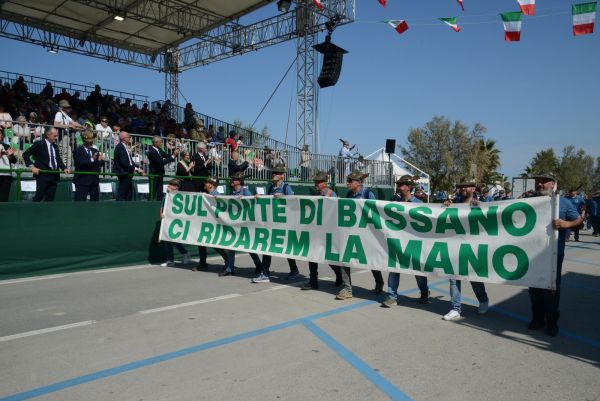 SUL PONTE DI BASSANO
CI RIDAREM LA MANO